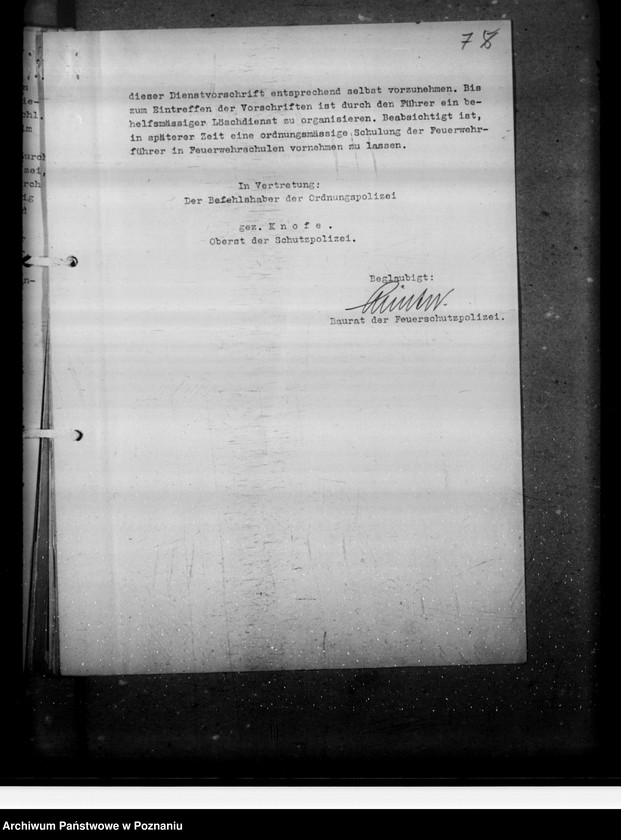 7 8
dieser Dienstvorschrift entsprechend selbst vorzunehmen. Bis
zum Eintreffen der Vorschriften ist durch den Führer ein be-
helfsmässiger Löschdienst zu organisieren. Beabsichtigt ist,
in späterer Zeit eine ordnungsmässige Schulung der Feuerwehr-
führer in Feuerwehrschulen vornehmen zu lassen.
In Vertretung:
Der Befehlshaber der Ordnungspolizei
gez. K n o f e .
Oberst der Schutzpolizei.
Beglaubigt:
Baurat der Feuerschutzpolizei.
Archiwum Państwowe w Poznaniu